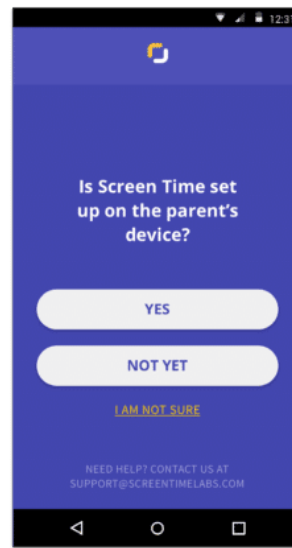 12:31
Is Screen Time set
up on the parent's
device?
YES
NOT YET
I AM NOT SURE
NEED HELP? CONTACT US AT
SUPPORT@SCREENTIMELABS.COM